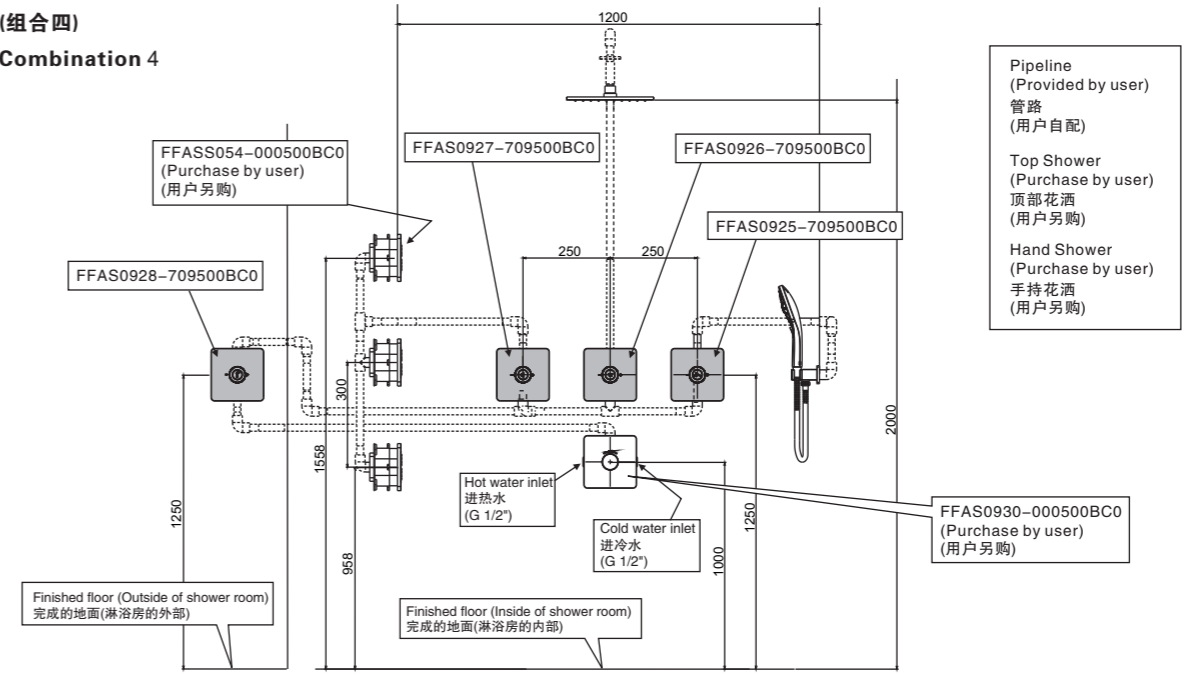 (组合四)
Combination 4
1200
Pipeline
(Provided by user)
管路
(用户自配)
Top Shower
(Purchase by user)
顶部花洒
(用户另购)
Hand Shower
(Purchase by user)
手持花洒
(用户另购)
FFASS054-000500BC0
(Purchase by user)
(用户另购)
FFAS0927-709500BC0
FFAS0926-709500BC0
FFAS0925-709500BC0
250
250
FFAS0928-709500BC0
300
1558
2000
Hot water inlet
进热水
(G 1/2")
Cold water inlet
进冷水
(G 1/2")
1250
958
1000
1250
FFAS0930-000500BC0
(Purchase by user)
(用户另购)
Finished floor (Outside of shower room)
完成的地面(淋浴房的外部)
Finished floor (Inside of shower room)
完成的地面(淋浴房的内部)